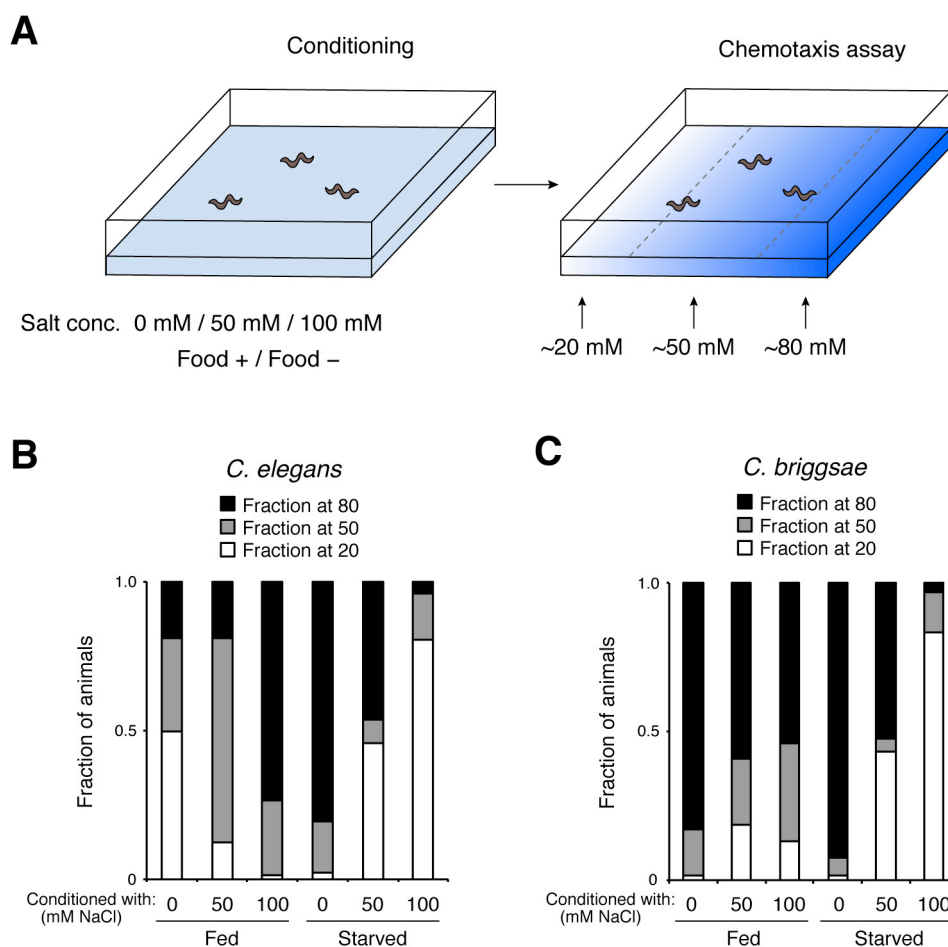 A
Conditioning
Chemotaxis assay
Salt conc. 0 mM / 50 mM / 100 mM
Food + / Food −
~20 mM ~50 mM ~80 mM
B
C. elegans
Fraction at 80
Fraction at 50
Fraction at 20
Fraction of animals
1.0
0.5
0
Conditioned with:
(mM NaCl)
0 50 100 0 50 100
Fed Starved
C
C. briggsae
Fraction at 80
Fraction at 50
Fraction at 20
Fraction of animals
1.0
0.5
0
Conditioned with:
(mM NaCl)
0 50 100 0 50 100
Fed Starved